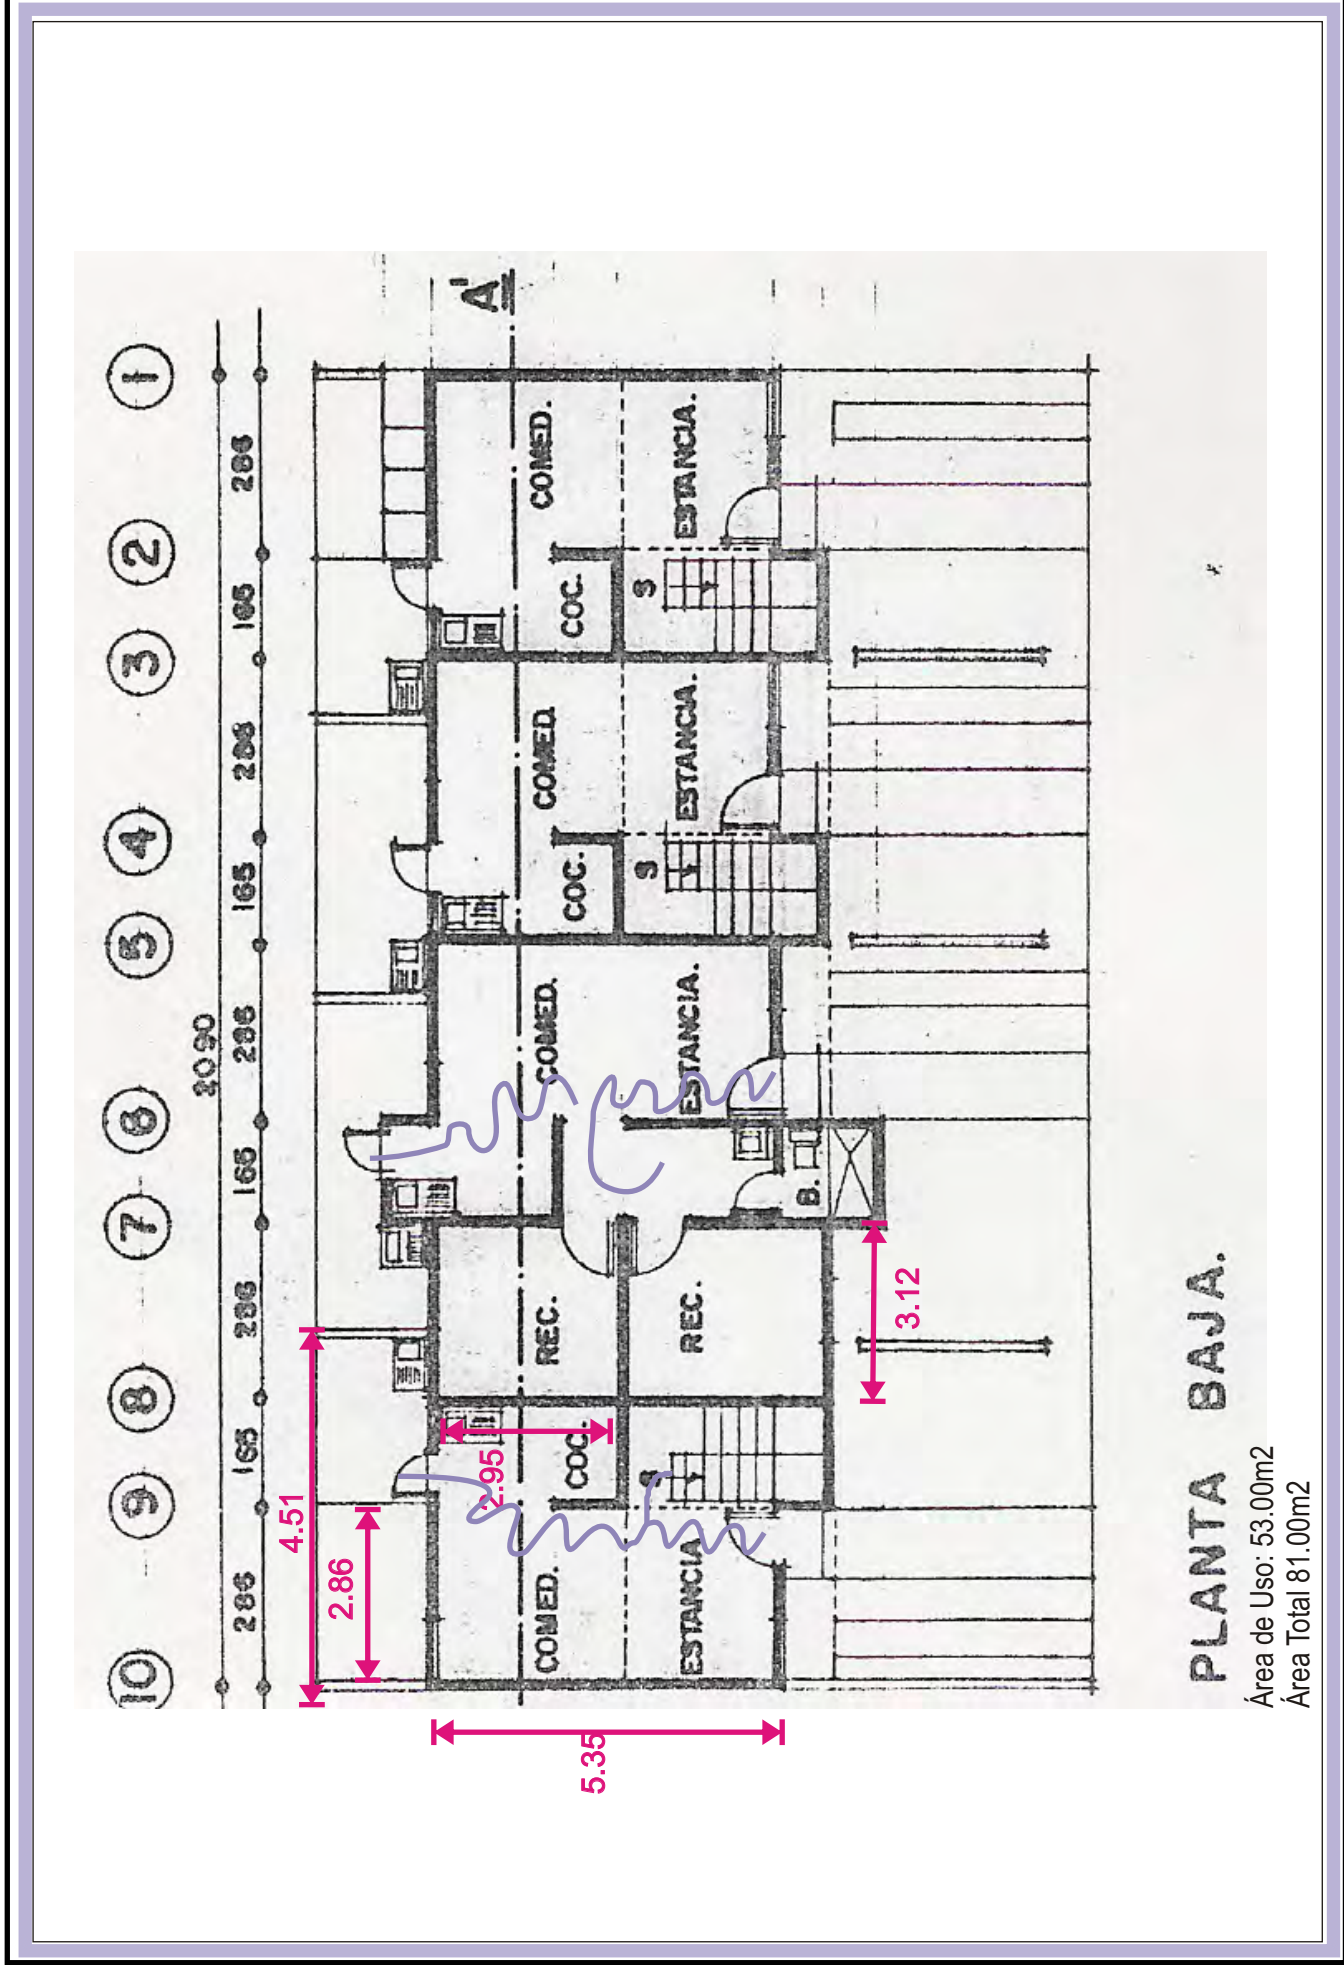 10 9 8 7 6 5 4 3 2 1
2090
286 165 286 165 286 165 286 165 286
4.51
2.86
A'
2.95
COMED. COC. REC. COMED. COC. COMED. COC. COMED.
5.35
ESTANCIA S REC. ESTANCIA. S ESTANCIA. S ESTANCIA.
B.
3.12
PLANTA BAJA.
Área de Uso: 53.00m2
Área Total 81.00m2